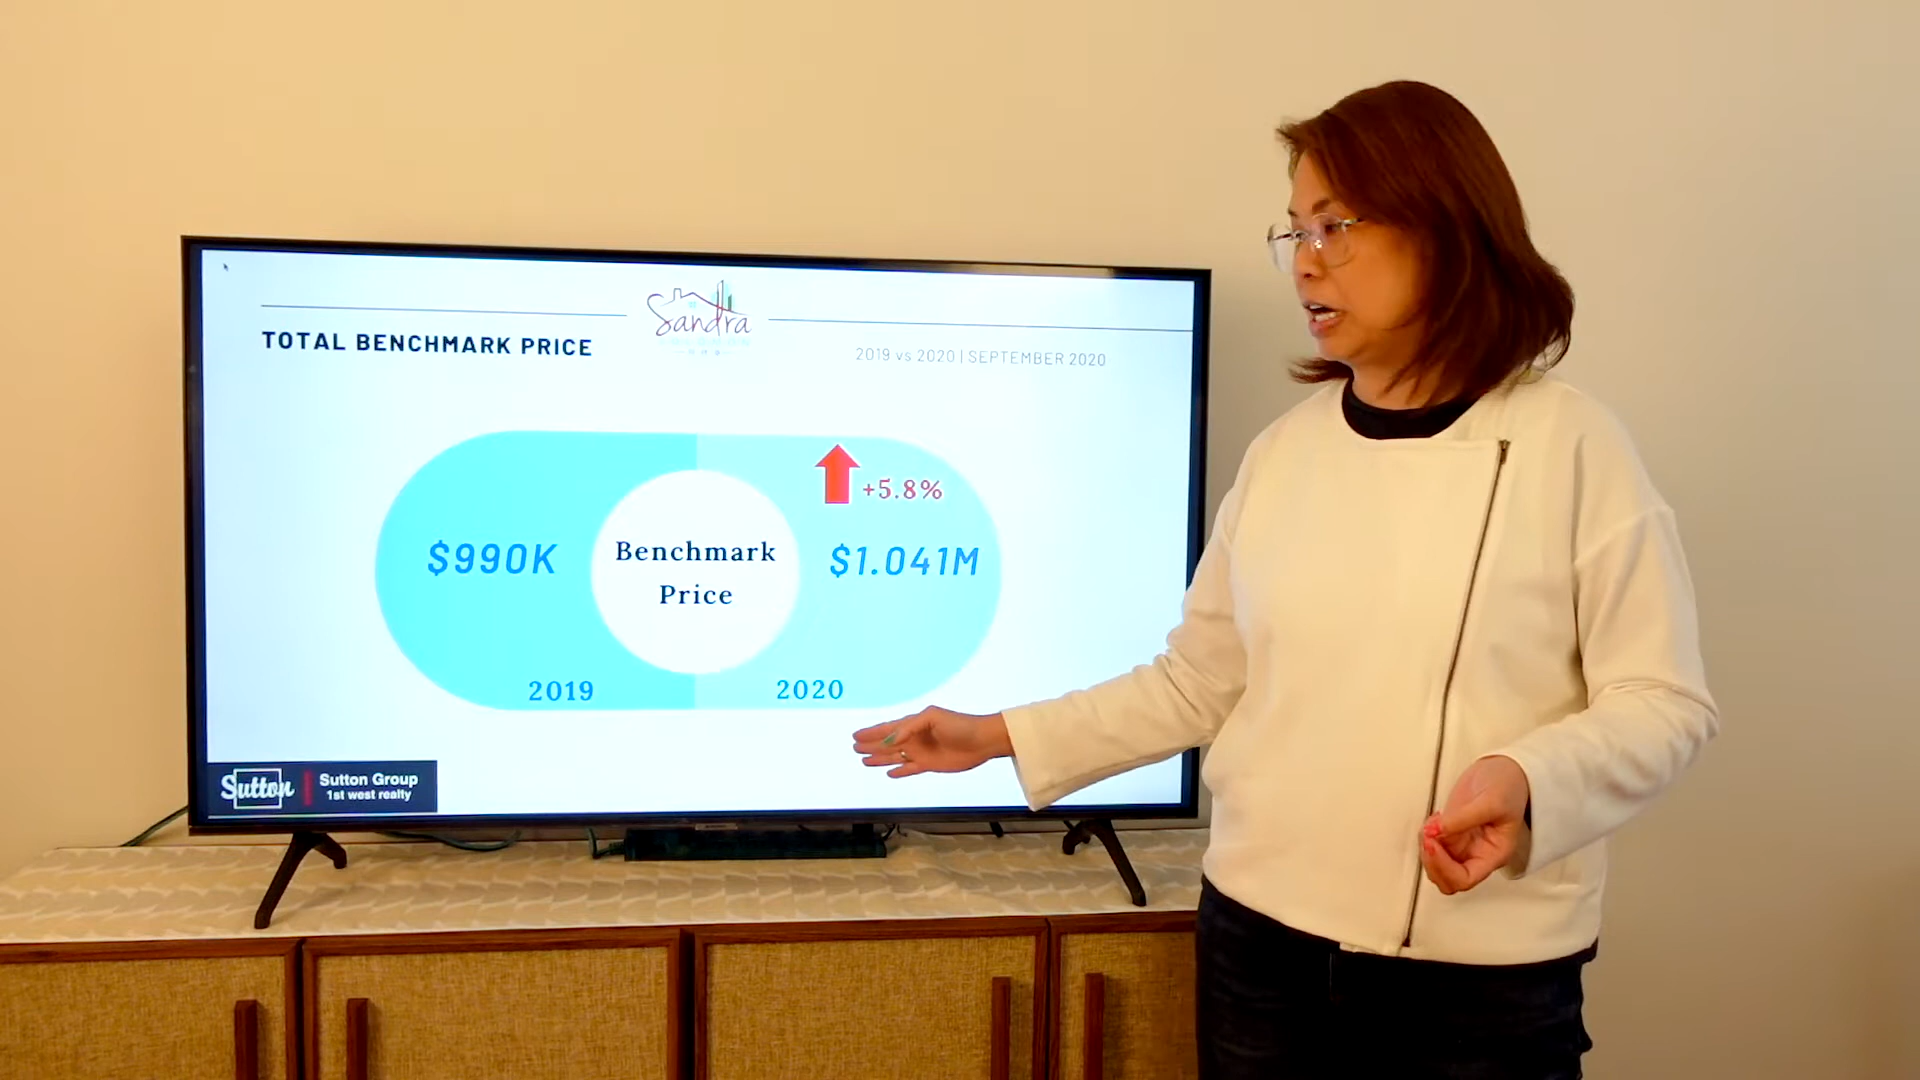 Sandra
TOTAL BENCHMARK PRICE
2019 vs 2020 | SEPTEMBER 2020
+5.8%
$990K
Benchmark
Price
$1.041M
2019
2020
Sutton
Sutton Group
1st west realty